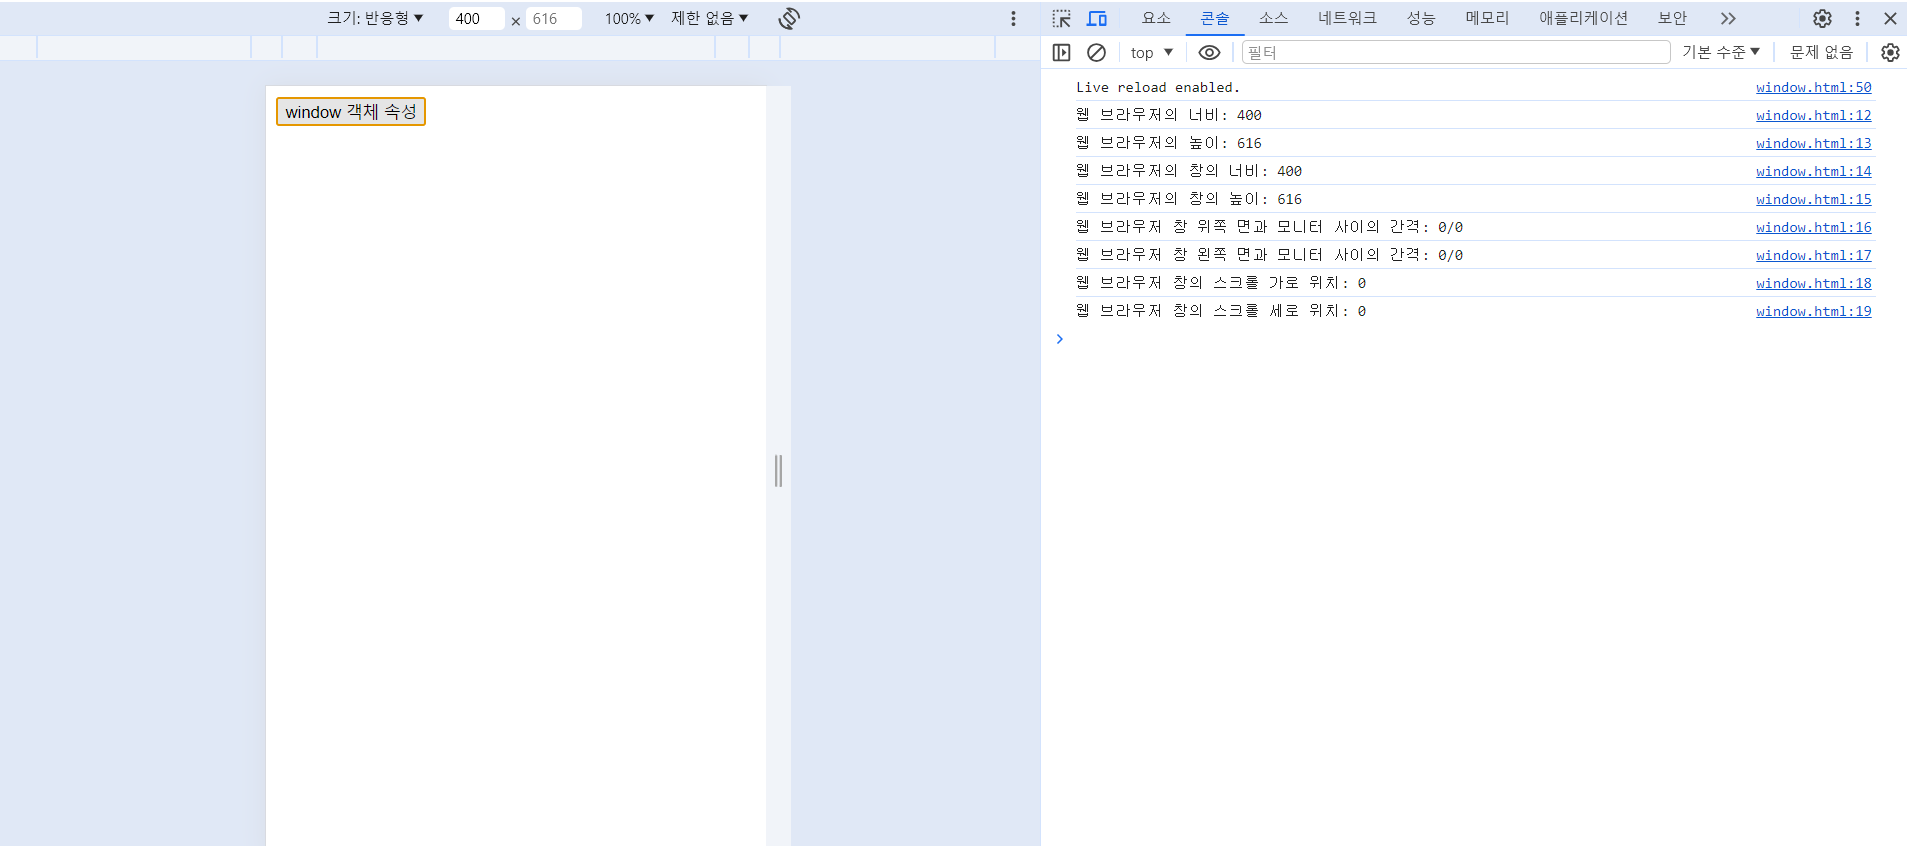 크기: 반응형 ▼ 400 × 616 100% ▼ 제한 없음 ▼
요소 콘솔 소스 네트워크 성능 메모리 애플리케이션 보안
top ▼ 필터 기본 수준 ▼ 문제 없음
window 객체 속성
Live reload enabled. window.html:50
웹 브라우저의 너비: 400 window.html:12
웹 브라우저의 높이: 616 window.html:13
웹 브라우저의 창의 너비: 400 window.html:14
웹 브라우저의 창의 높이: 616 window.html:15
웹 브라우저 창 위쪽 면과 모니터 사이의 간격: 0/0 window.html:16
웹 브라우저 창 왼쪽 면과 모니터 사이의 간격: 0/0 window.html:17
웹 브라우저 창의 스크롤 가로 위치: 0 window.html:18
웹 브라우저 창의 스크롤 세로 위치: 0 window.html:19